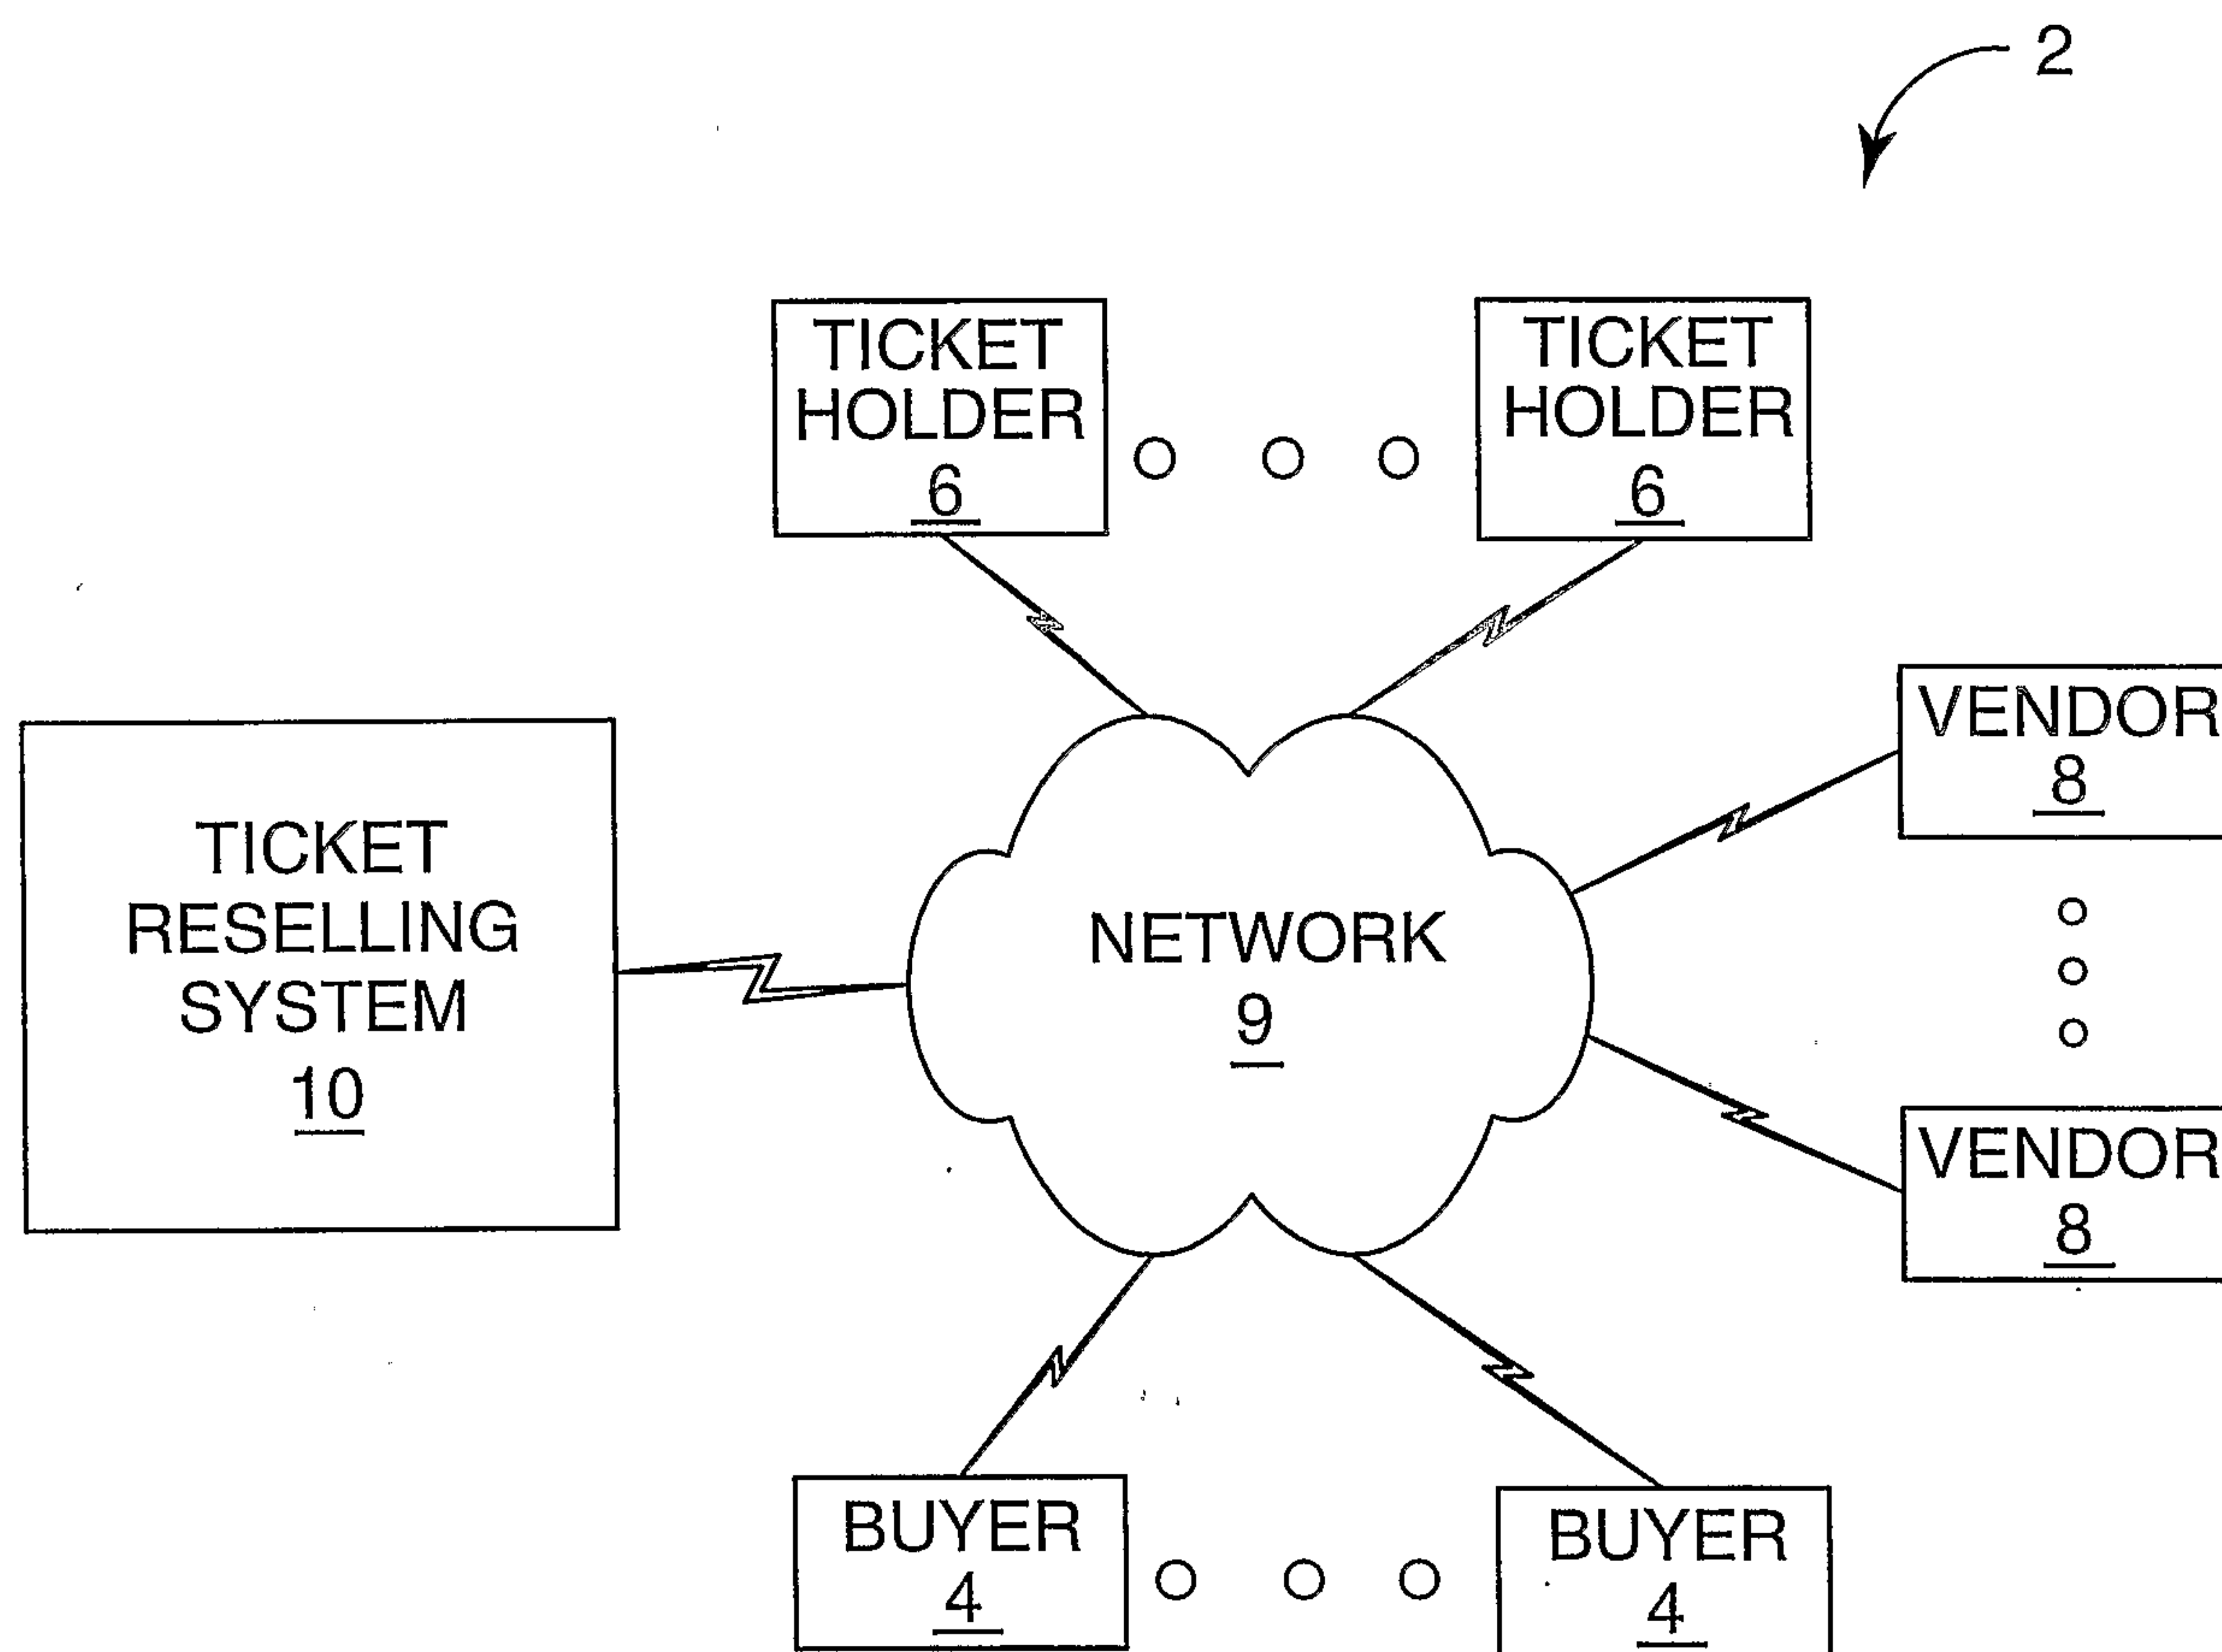 2
TICKET
HOLDER
6
TICKET
HOLDER
6
VENDOR
8
TICKET
RESELLING
SYSTEM
10
NETWORK
9
VENDOR
8
BUYER
4
BUYER
4